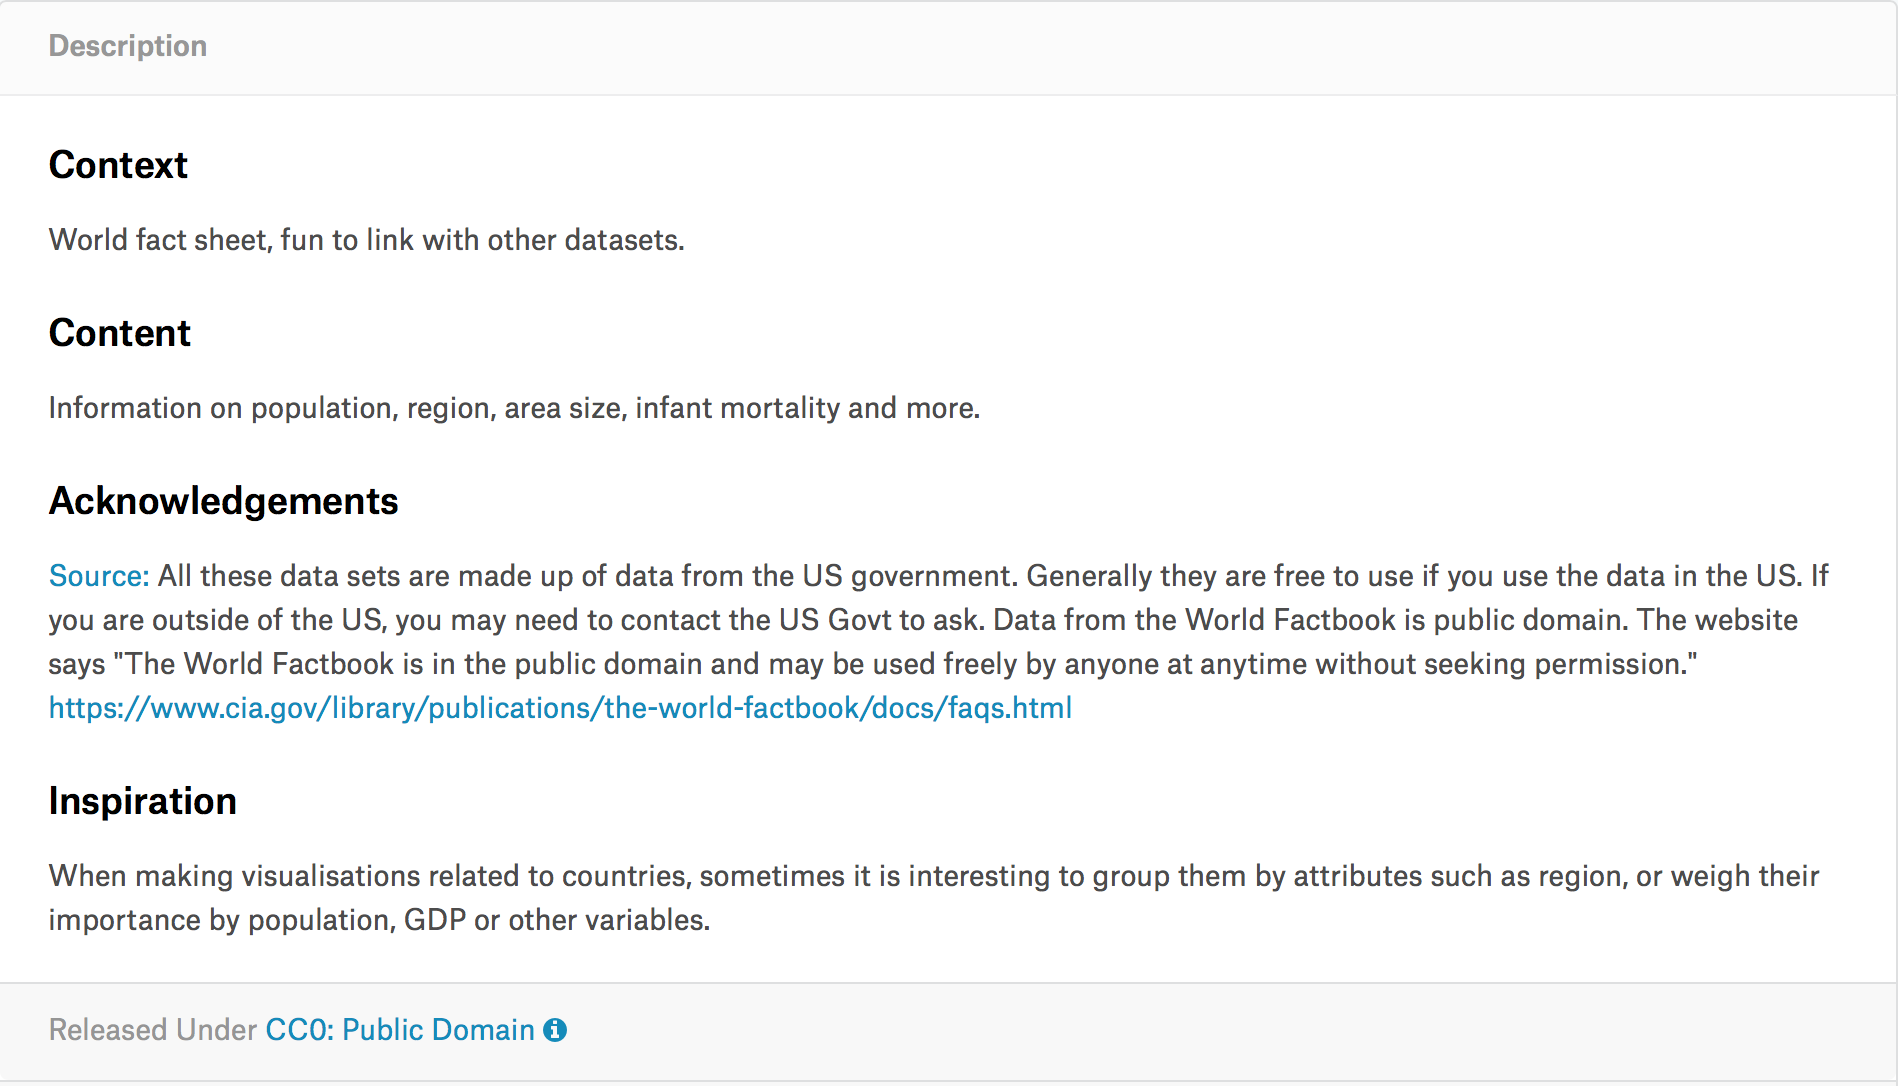 Description
Context
World fact sheet, fun to link with other datasets.
Content
Information on population, region, area size, infant mortality and more.
Acknowledgements
Source: All these data sets are made up of data from the US government. Generally they are free to use if you use the data in the US. If
you are outside of the US, you may need to contact the US Govt to ask. Data from the World Factbook is public domain. The website
says "The World Factbook is in the public domain and may be used freely by anyone at anytime without seeking permission."
https://www.cia.gov/library/publications/the-world-factbook/docs/faqs.html
Inspiration
When making visualisations related to countries, sometimes it is interesting to group them by attributes such as region, or weigh their
importance by population, GDP or other variables.
Released Under CC0: Public Domain